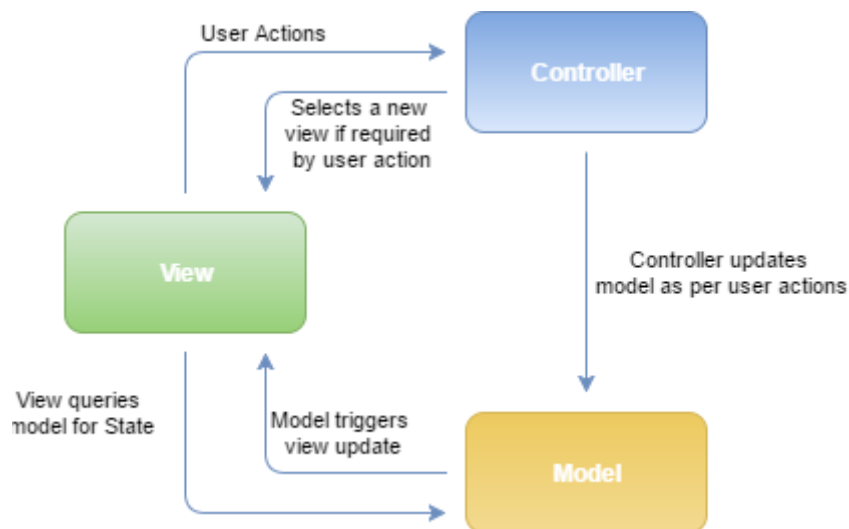 User Actions
Controller
Selects a new
view if required
by user action
View
Controller updates
model as per user actions
View queries
model for State
Model triggers
view update
Model